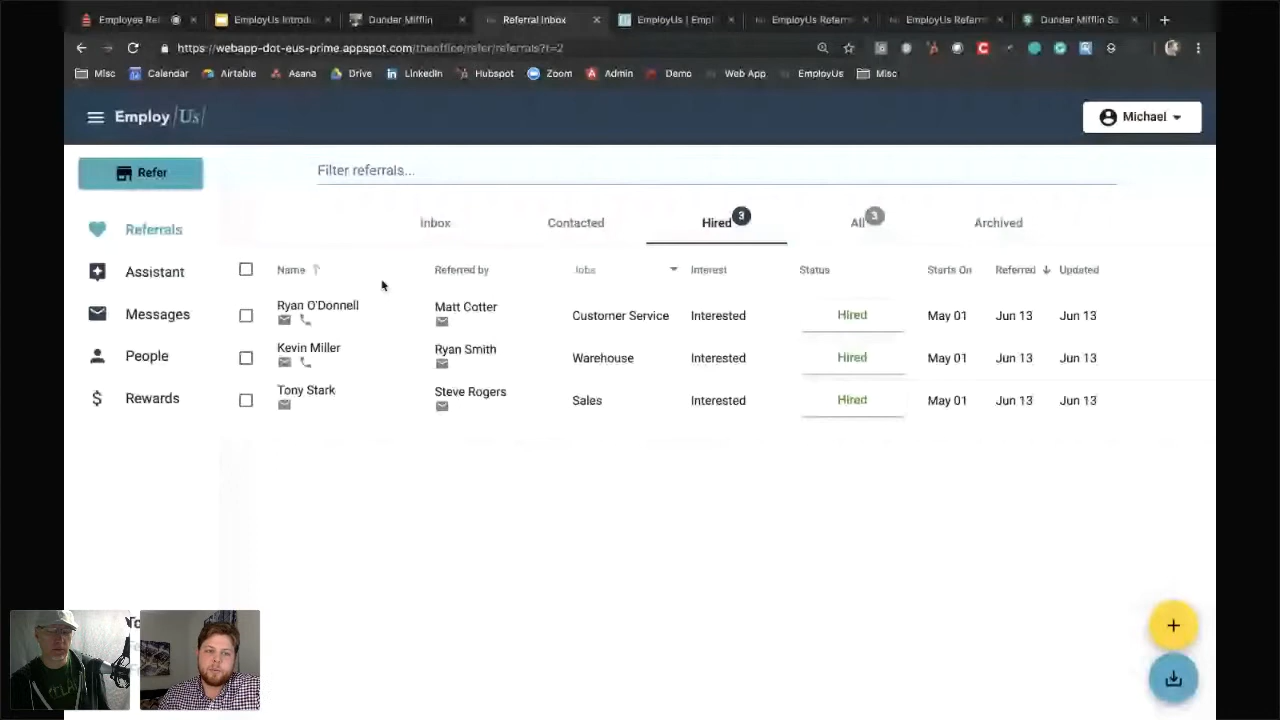 Employee Ref
EmployUs Introdu
Dunder Mifflin
Referral Inbox
EmployUs | Empl
EmployUs Referra
EmployUs Referra
Dunder Mifflin Sa
https://webapp-dot-eus-prime.appspot.com/theoffice/refer/referrals?r=2
Misc Calendar Airtable Asana Drive LinkedIn Hubspot Zoom Admin Demo Web App EmployUs Misc
Employ|Us|
Michael
Refer
Filter referrals...
Referrals
Assistant
Messages
People
Rewards
Inbox Contacted Hired 3 All 3 Archived
Name Referred by Jobs Interest Status Starts On Referred Updated
Ryan O'Donnell Matt Cotter Customer Service Interested Hired May 01 Jun 13 Jun 13
Kevin Miller Ryan Smith Warehouse Interested Hired May 01 Jun 13 Jun 13
Tony Stark Steve Rogers Sales Interested Hired May 01 Jun 13 Jun 13